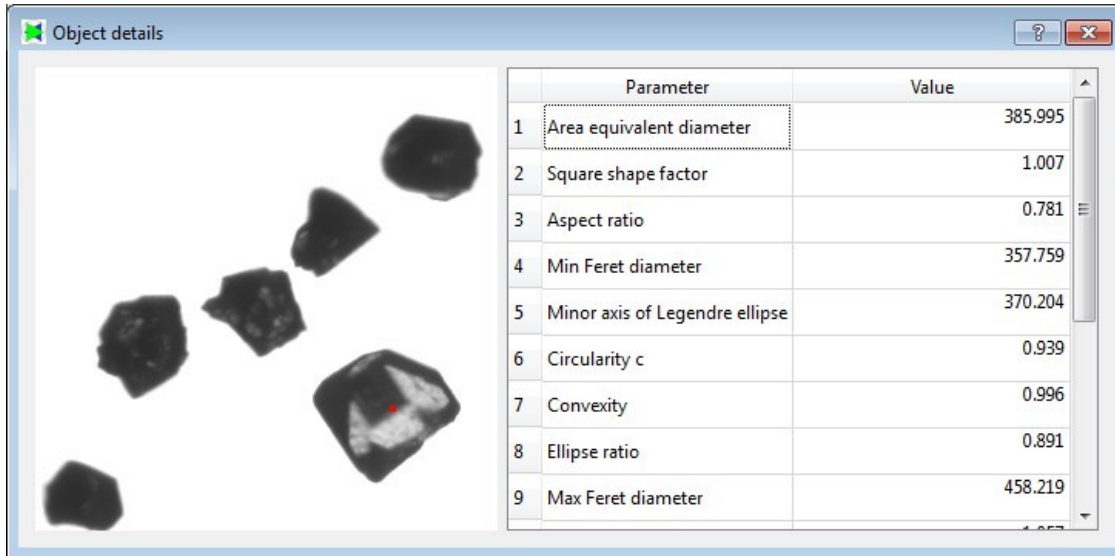 Object details
Parameter Value
1 Area equivalent diameter 385.995
2 Square shape factor 1.007
3 Aspect ratio 0.781
4 Min Feret diameter 357.759
5 Minor axis of Legendre ellipse 370.204
6 Circularity c 0.939
7 Convexity 0.996
8 Ellipse ratio 0.891
9 Max Feret diameter 458.219